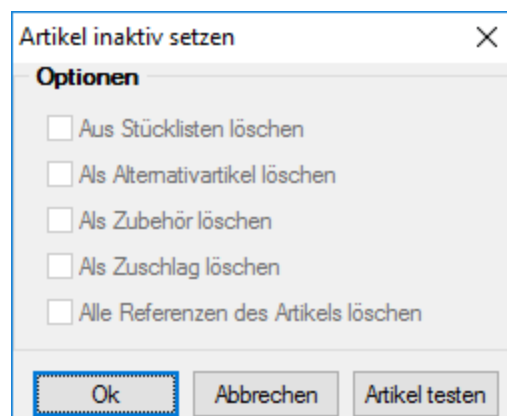 Artikel inaktiv setzen
Optionen
Aus Stücklisten löschen
Als Alternativartikel löschen
Als Zubehör löschen
Als Zuschlag löschen
Alle Referenzen des Artikels löschen
Ok Abbrechen Artikel testen